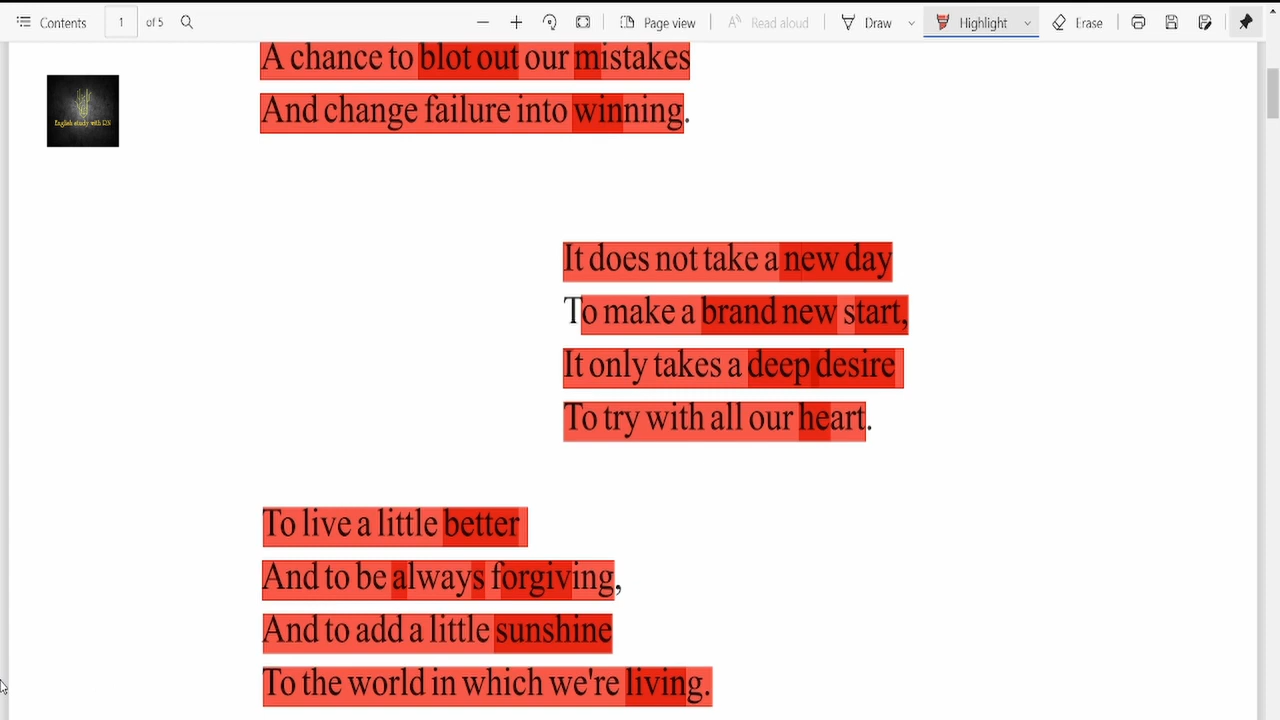 Contents 1 of 5 Page view Read aloud Draw Highlight Erase
A chance to blot out our mistakes
And change failure into winning.
English study with
It does not take a new day
To make a brand new start,
It only takes a deep desire
To try with all our heart.
To live a little better
And to be always forgiving,
And to add a little sunshine
To the world in which we're living.